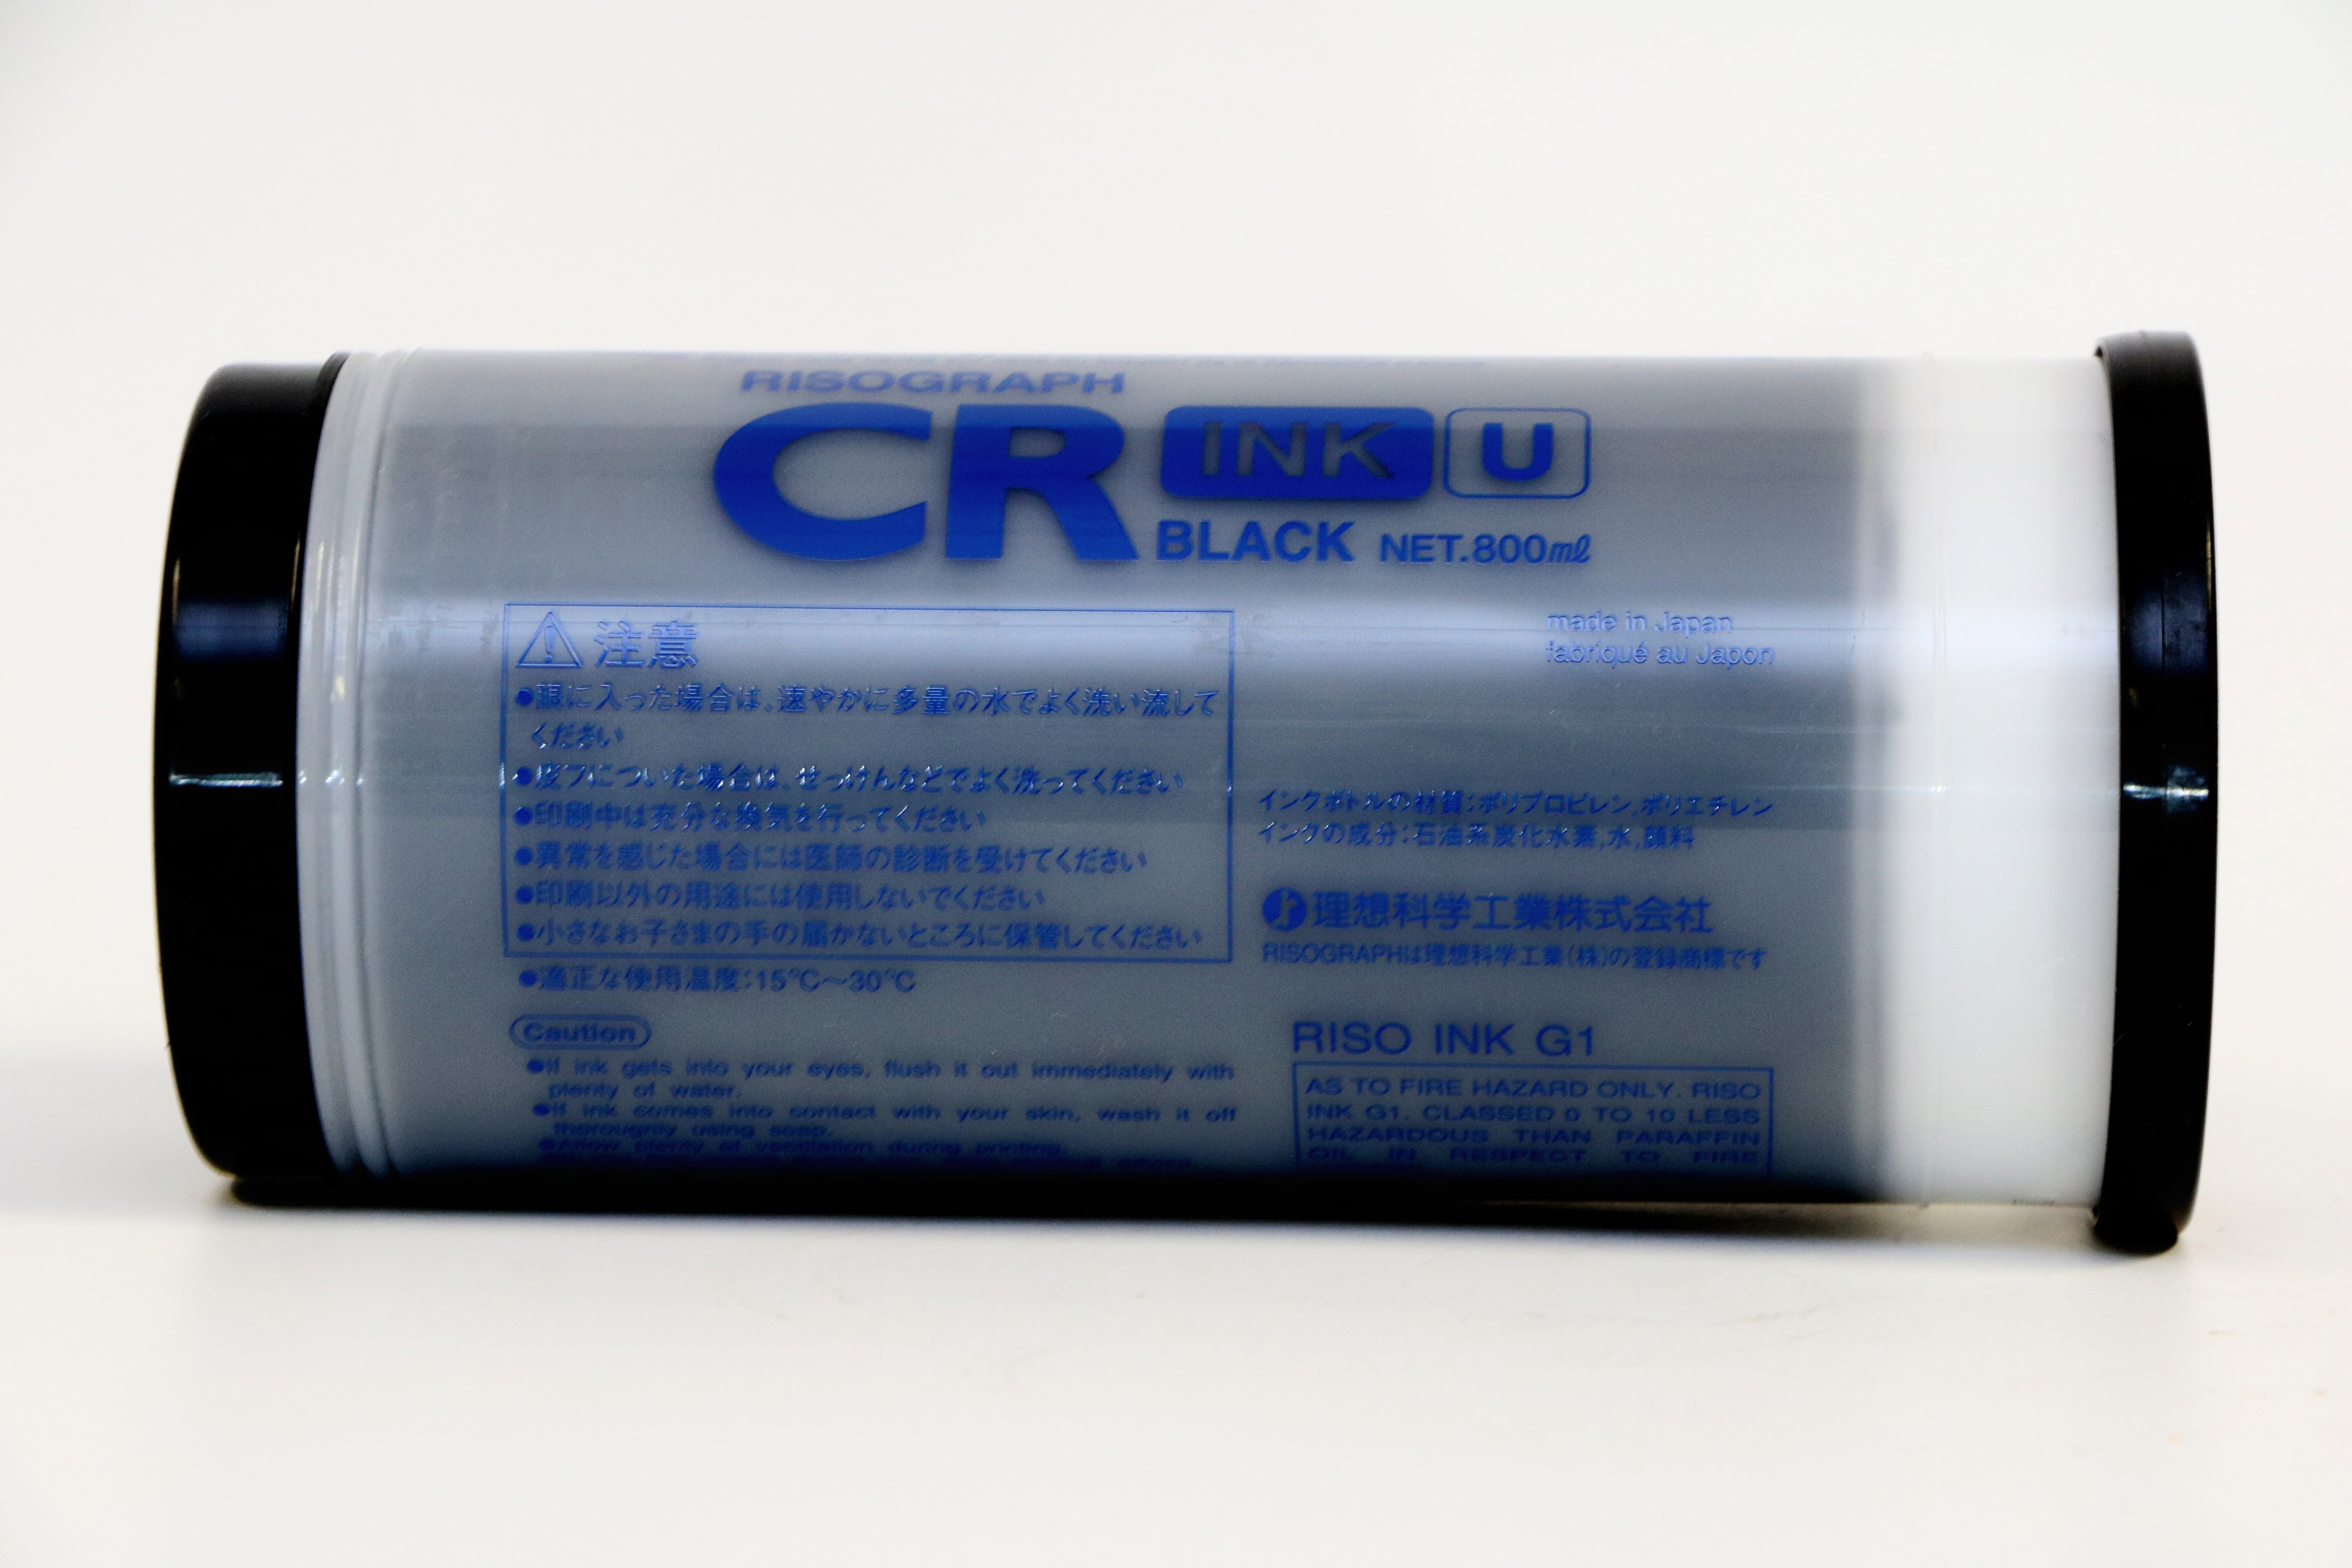 RISOGRAPH
CR INK U
BLACK NET.800ml
made in Japan
fabriqué au Japon
注意
●眼に入った場合は、速やかに多量の水でよく洗い流して
ください
●皮フについた場合は、せっけんなどでよく洗ってください
●印刷中は充分な換気を行ってください
●異常を感じた場合には医師の診断を受けてください
●印刷以外の用途には使用しないでください
●小さなお子さまの手の届かないところに保管してください
●適正な使用温度:15℃〜30℃
インクボトルの材質:ポリプロピレン,ポリエチレン
インクの成分:石油系炭化水素,水,顔料
理想科学工業株式会社
RISOGRAPHは理想科学工業(株)の登録商標です
Caution
●If ink gets into your eyes, flush it out immediately with
plenty of water.
●If ink comes into contact with your skin, wash it off
thoroughly using soap.
●Allow plenty of ventilation during printing.
RISO INK G1
AS TO FIRE HAZARD ONLY. RISO
INK G1. CLASSED 0 TO 10 LESS
HAZARDOUS THAN PARAFFIN
OIL IN RESPECT TO FIRE